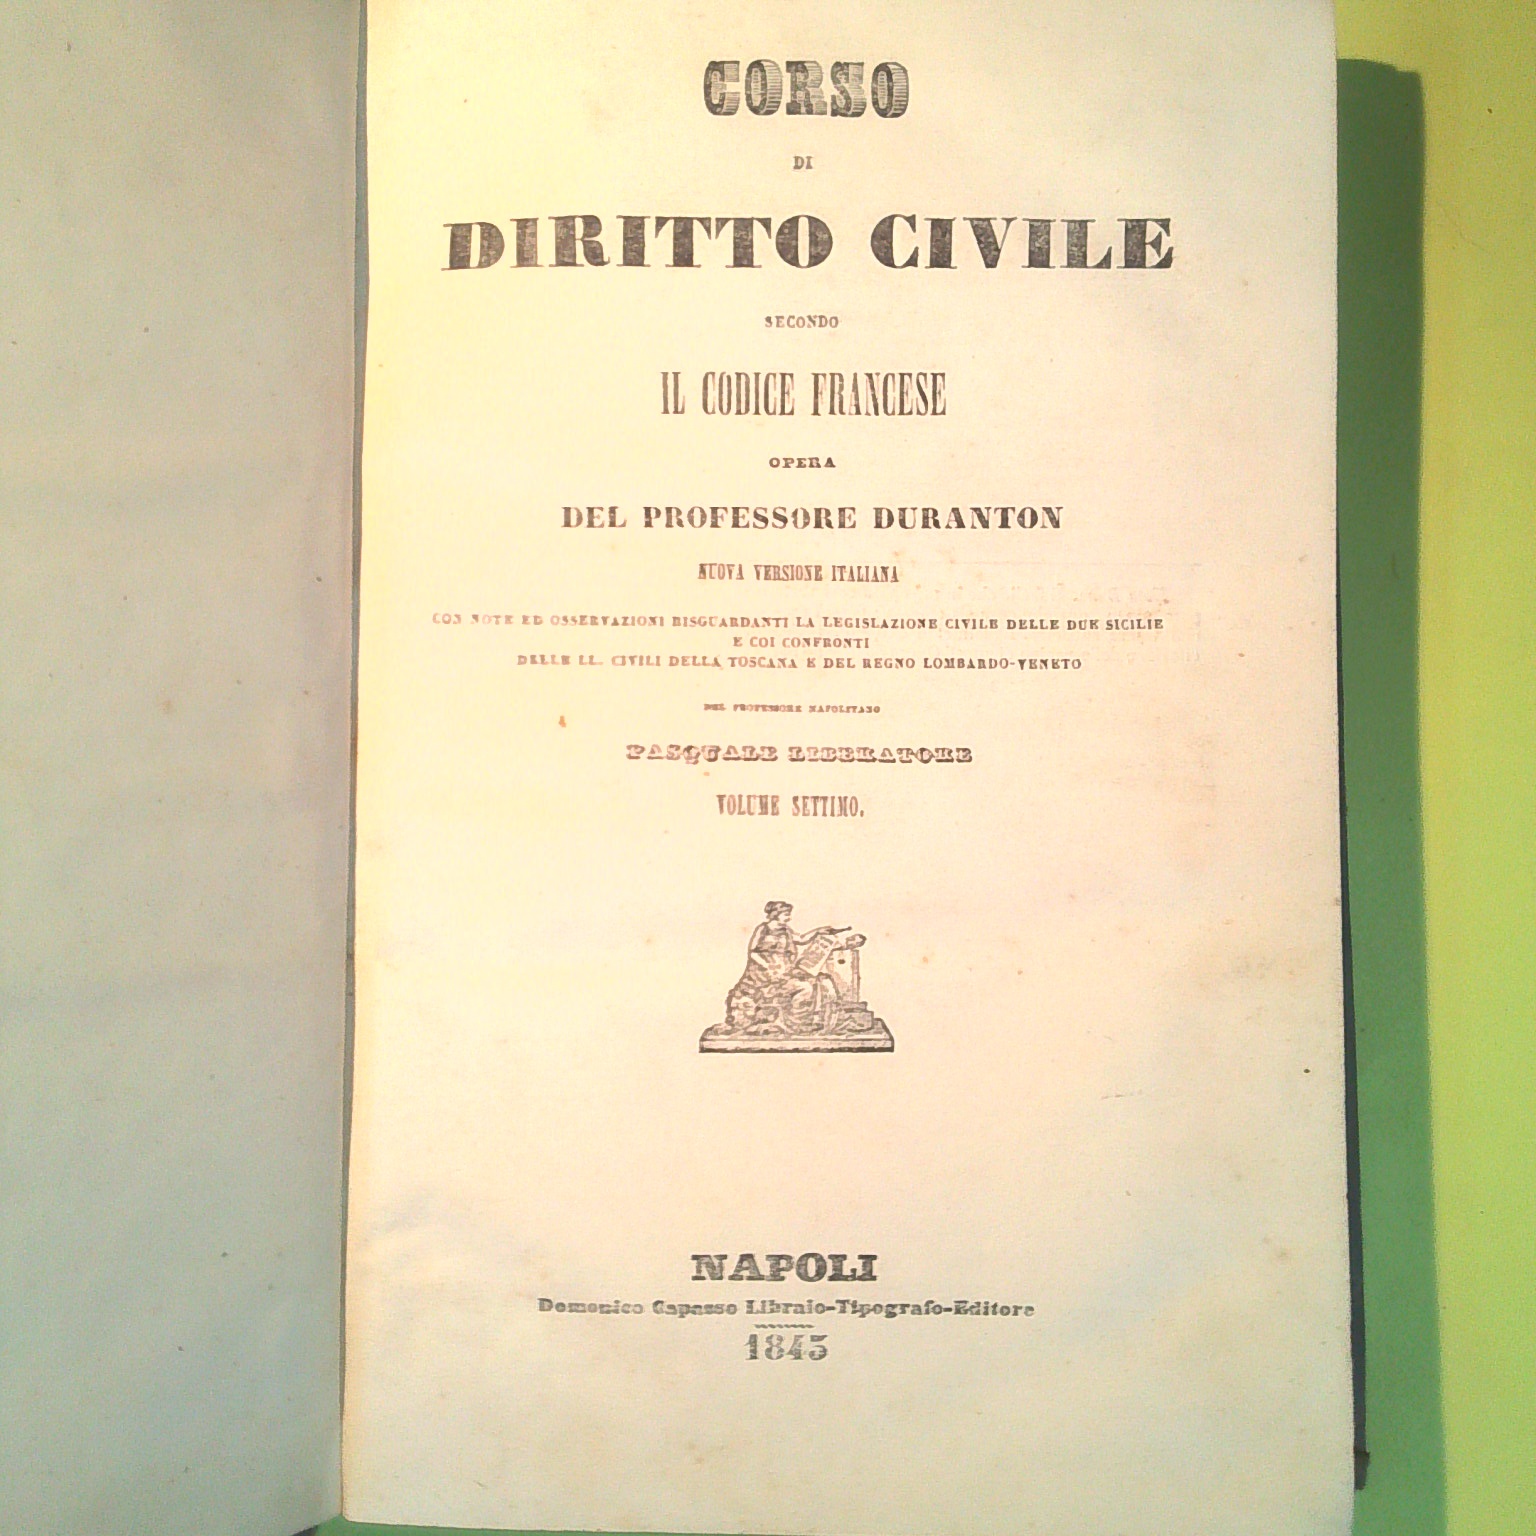 CORSO
DI
DIRITTO CIVILE
SECONDO
IL CODICE FRANCESE
OPERA
DEL PROFESSORE DURANTON
NUOVA VERSIONE ITALIANA
CON NOTE ED OSSERVAZIONI RISGUARDANTI LA LEGISLAZIONE CIVILE DELLE DUE SICILIE
E COI CONFRONTI
DELLE LL. CIVILI DELLA TOSCANA E DEL REGNO LOMBARDO-VENETO
DEL PROFESSORE NAPOLITANO
PASQUALE LIBERATORE
VOLUME SETTIMO.
NAPOLI
Domenico Capasso Libraio-Tipografo-Editore